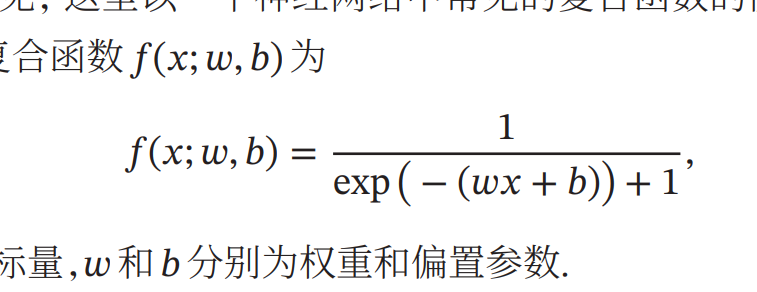 复合函数 f(x; w, b) 为
f(x; w, b) = 1 / (exp(−(wx + b)) + 1),
标量, w 和 b 分别为权重和偏置参数.